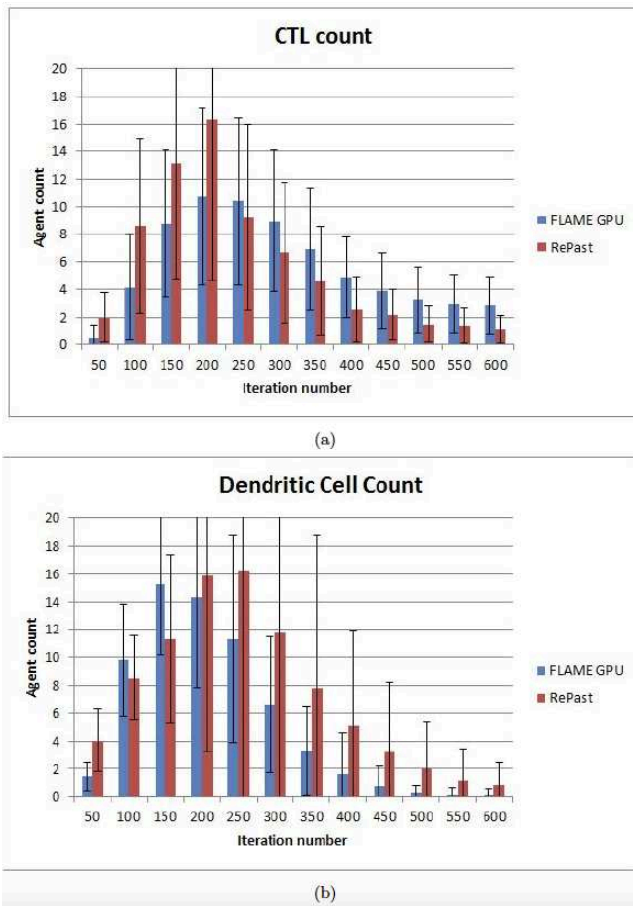 CTL count
20
18
16
14
12
10
8
6
4
2
0
Agent count
50 100 150 200 250 300 350 400 450 500 550 600
Iteration number
FLAME GPU
RePast
(a)
Dendritic Cell Count
20
18
16
14
12
10
8
6
4
2
0
Agent count
50 100 150 200 250 300 350 400 450 500 550 600
Iteration number
FLAME GPU
RePast
(b)